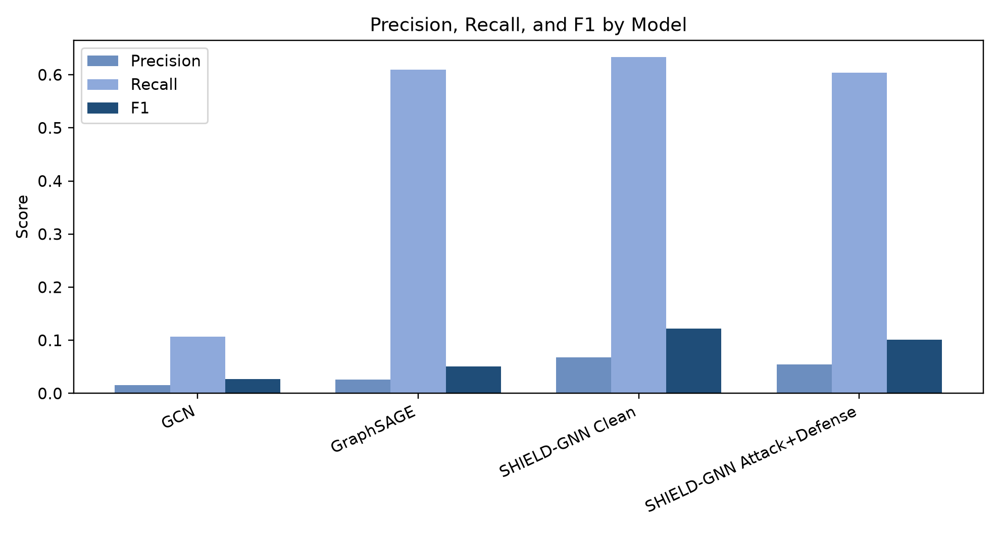 Precision, Recall, and F1 by Model
Precision
Recall
F1
Score
0.6
0.5
0.4
0.3
0.2
0.1
0.0
GCN
GraphSAGE
SHIELD-GNN Clean
SHIELD-GNN Attack+Defense